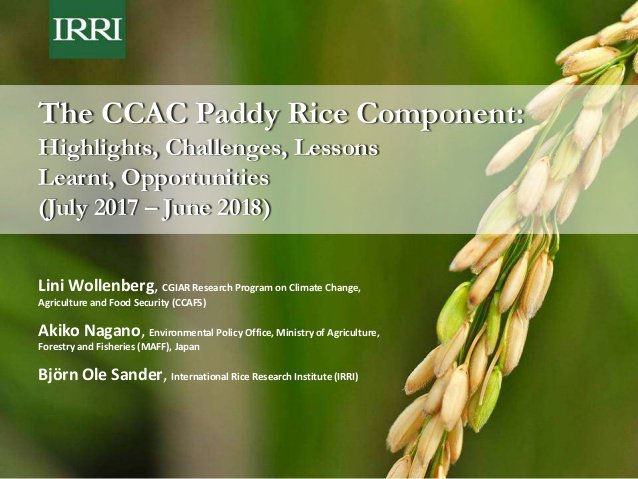 IRRI
The CCAC Paddy Rice Component:
Highlights, Challenges, Lessons
Learnt, Opportunities
(July 2017 – June 2018)
Lini Wollenberg, CGIAR Research Program on Climate Change,
Agriculture and Food Security (CCAFS)
Akiko Nagano, Environmental Policy Office, Ministry of Agriculture,
Forestry and Fisheries (MAFF), Japan
Björn Ole Sander, International Rice Research Institute (IRRI)